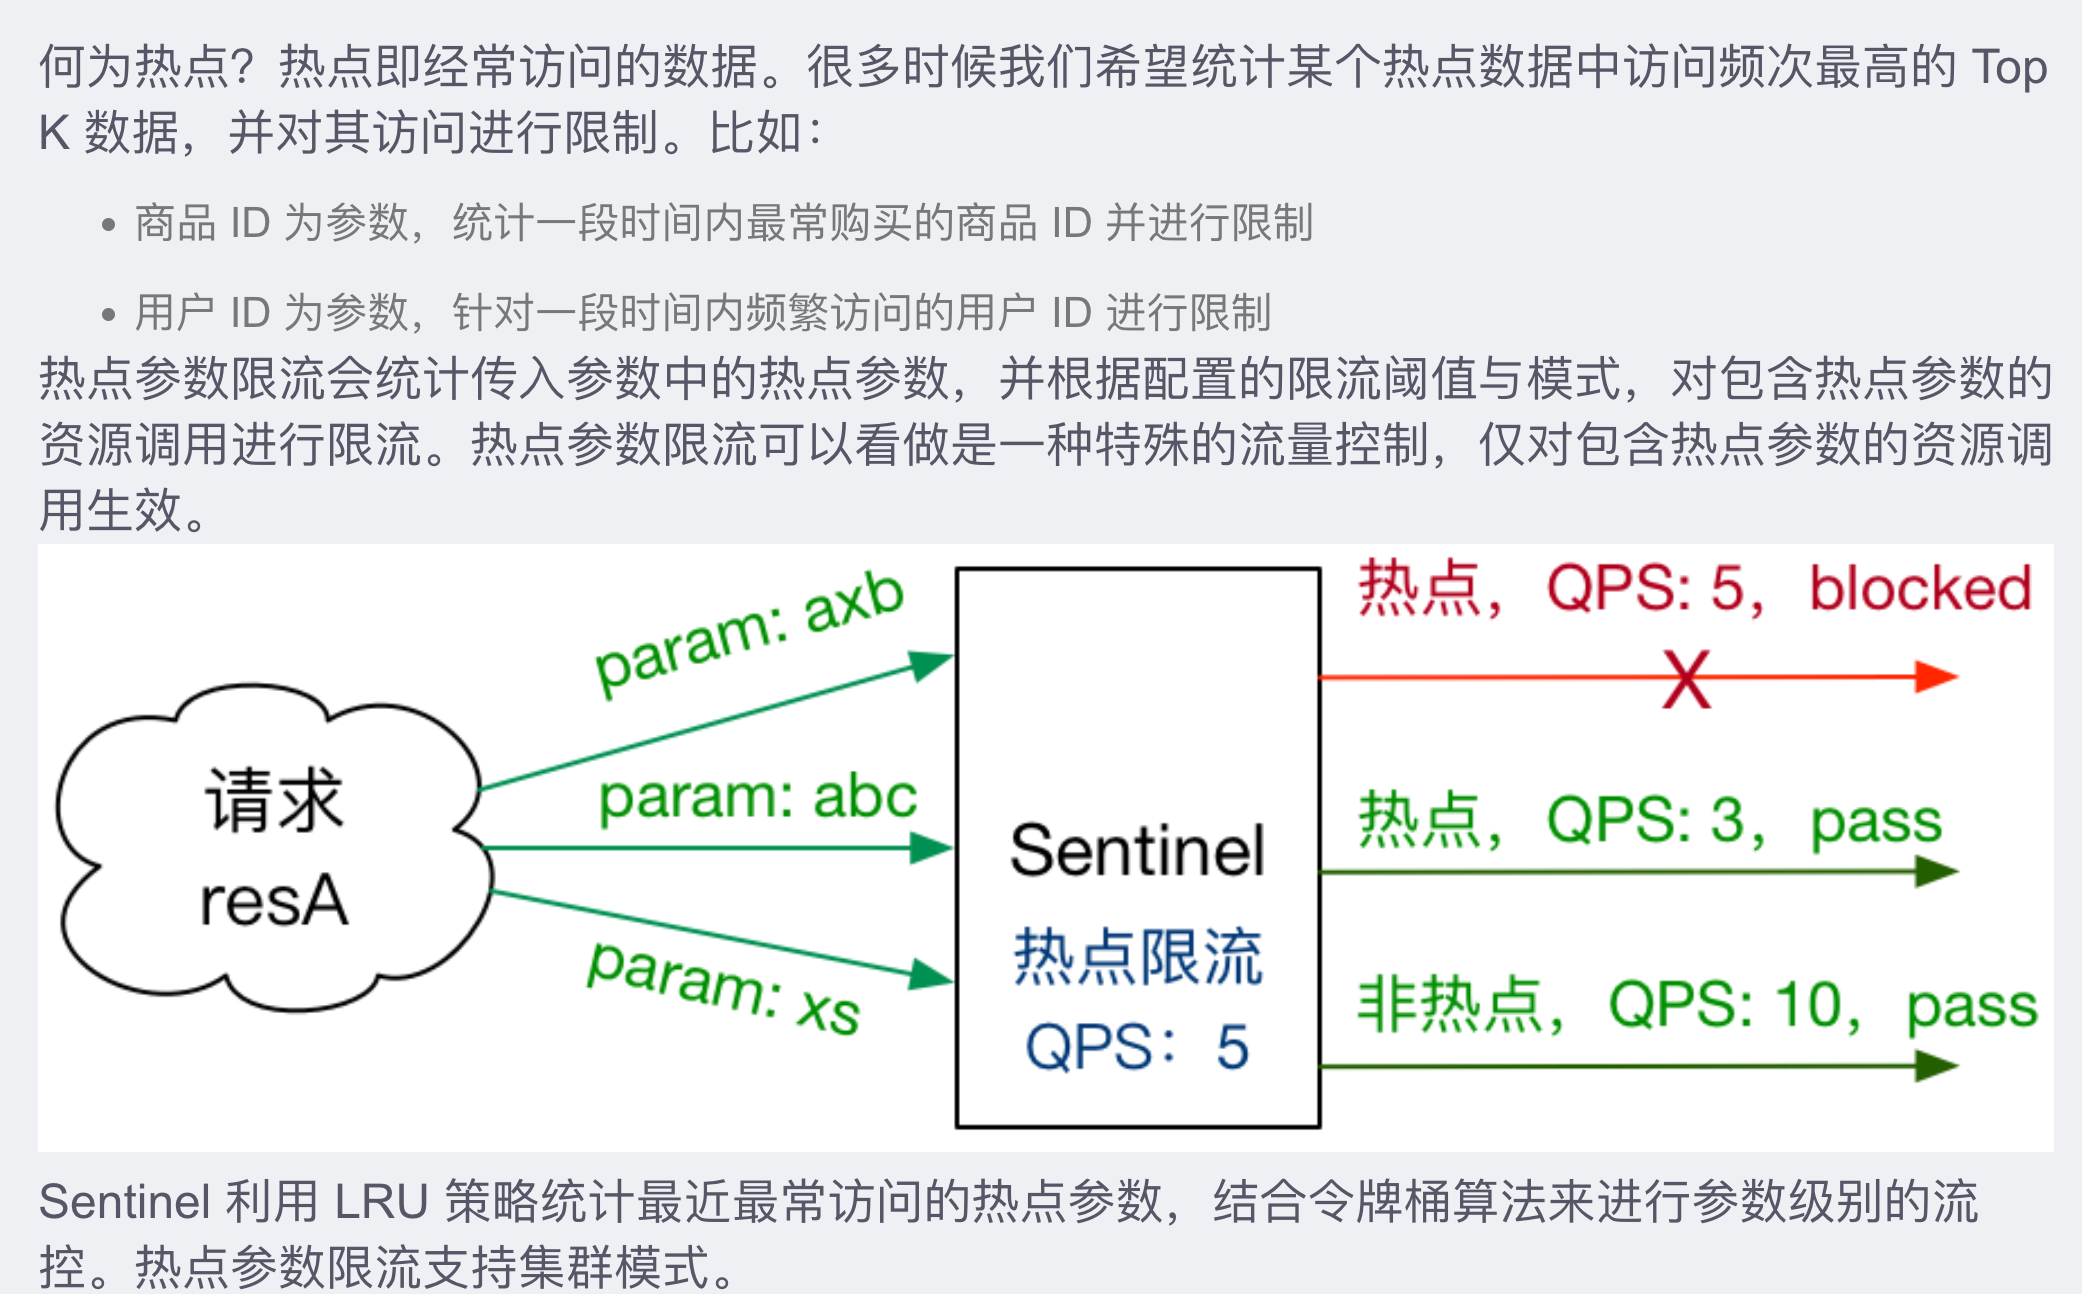 何为热点？热点即经常访问的数据。很多时候我们希望统计某个热点数据中访问频次最高的 Top
K 数据，并对其访问进行限制。比如：
• 商品 ID 为参数，统计一段时间内最常购买的商品 ID 并进行限制
• 用户 ID 为参数，针对一段时间内频繁访问的用户 ID 进行限制
热点参数限流会统计传入参数中的热点参数，并根据配置的限流阈值与模式，对包含热点参数的
资源调用进行限流。热点参数限流可以看做是一种特殊的流量控制，仅对包含热点参数的资源调
用生效。
请求
resA
param: axb
param: abc
param: xs
Sentinel
热点限流
QPS：5
热点，QPS: 5，blocked
X
热点，QPS: 3，pass
非热点，QPS: 10，pass
Sentinel 利用 LRU 策略统计最近最常访问的热点参数，结合令牌桶算法来进行参数级别的流
控。热点参数限流支持集群模式。